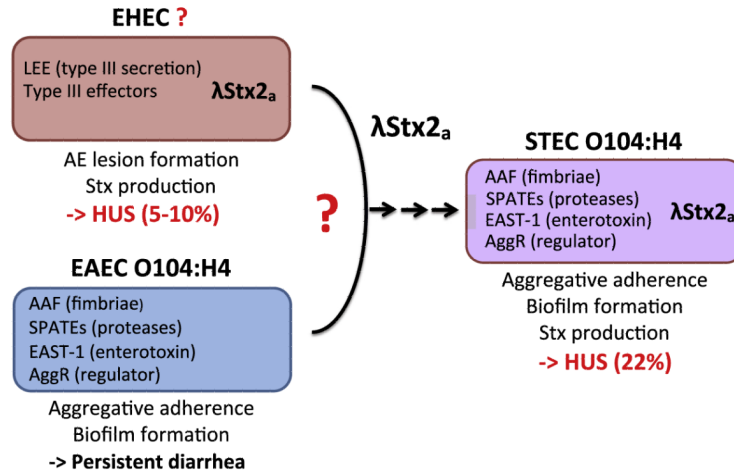 EHEC ?
LEE (type III secretion)
Type III effectors
λStx2a
AE lesion formation
Stx production
-> HUS (5-10%)
EAEC O104:H4
AAF (fimbriae)
SPATEs (proteases)
EAST-1 (enterotoxin)
AggR (regulator)
Aggregative adherence
Biofilm formation
-> Persistent diarrhea
?
λStx2a
STEC O104:H4
AAF (fimbriae)
SPATEs (proteases)
EAST-1 (enterotoxin)
AggR (regulator)
λStx2a
Aggregative adherence
Biofilm formation
Stx production
-> HUS (22%)